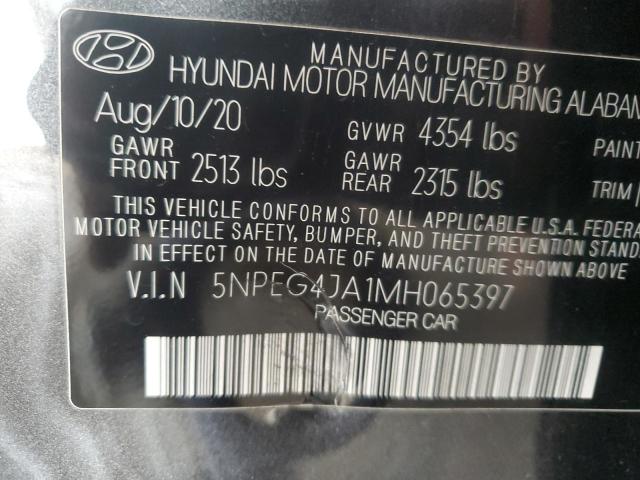 MANUFACTURED BY
HYUNDAI MOTOR MANUFACTURING ALABAN
Aug/10/20 GVWR 4354 lbs PAINT
GAWR FRONT 2513 lbs GAWR REAR 2315 lbs TRIM/
THIS VEHICLE CONFORMS TO ALL APPLICABLE U.S.A. FEDERA
MOTOR VEHICLE SAFETY, BUMPER, AND THEFT PREVENTION STAND
IN EFFECT ON THE DATE OF MANUFACTURE SHOWN ABOVE
V.I.N 5NPEG4JA1MH065397
PASSENGER CAR